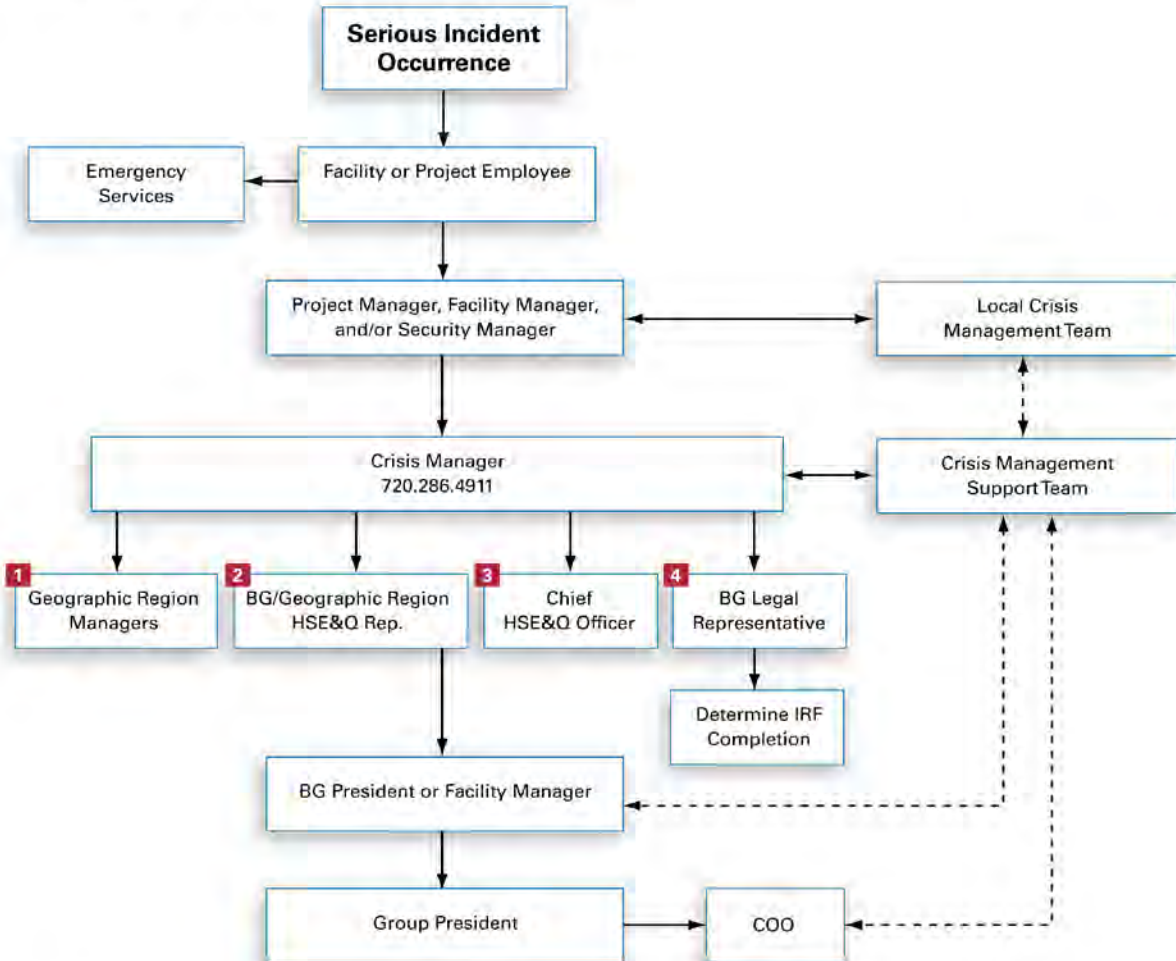 Serious Incident
Occurrence
Emergency
Services
Facility or Project Employee
Project Manager, Facility Manager,
and/or Security Manager
Local Crisis
Management Team
Crisis Manager
720.286.4911
Crisis Management
Support Team
1
Geographic Region
Managers
2
BG/Geographic Region
HSE&Q Rep.
3
Chief
HSE&Q Officer
4
BG Legal
Representative
Determine IRF
Completion
BG President or Facility Manager
Group President
COO